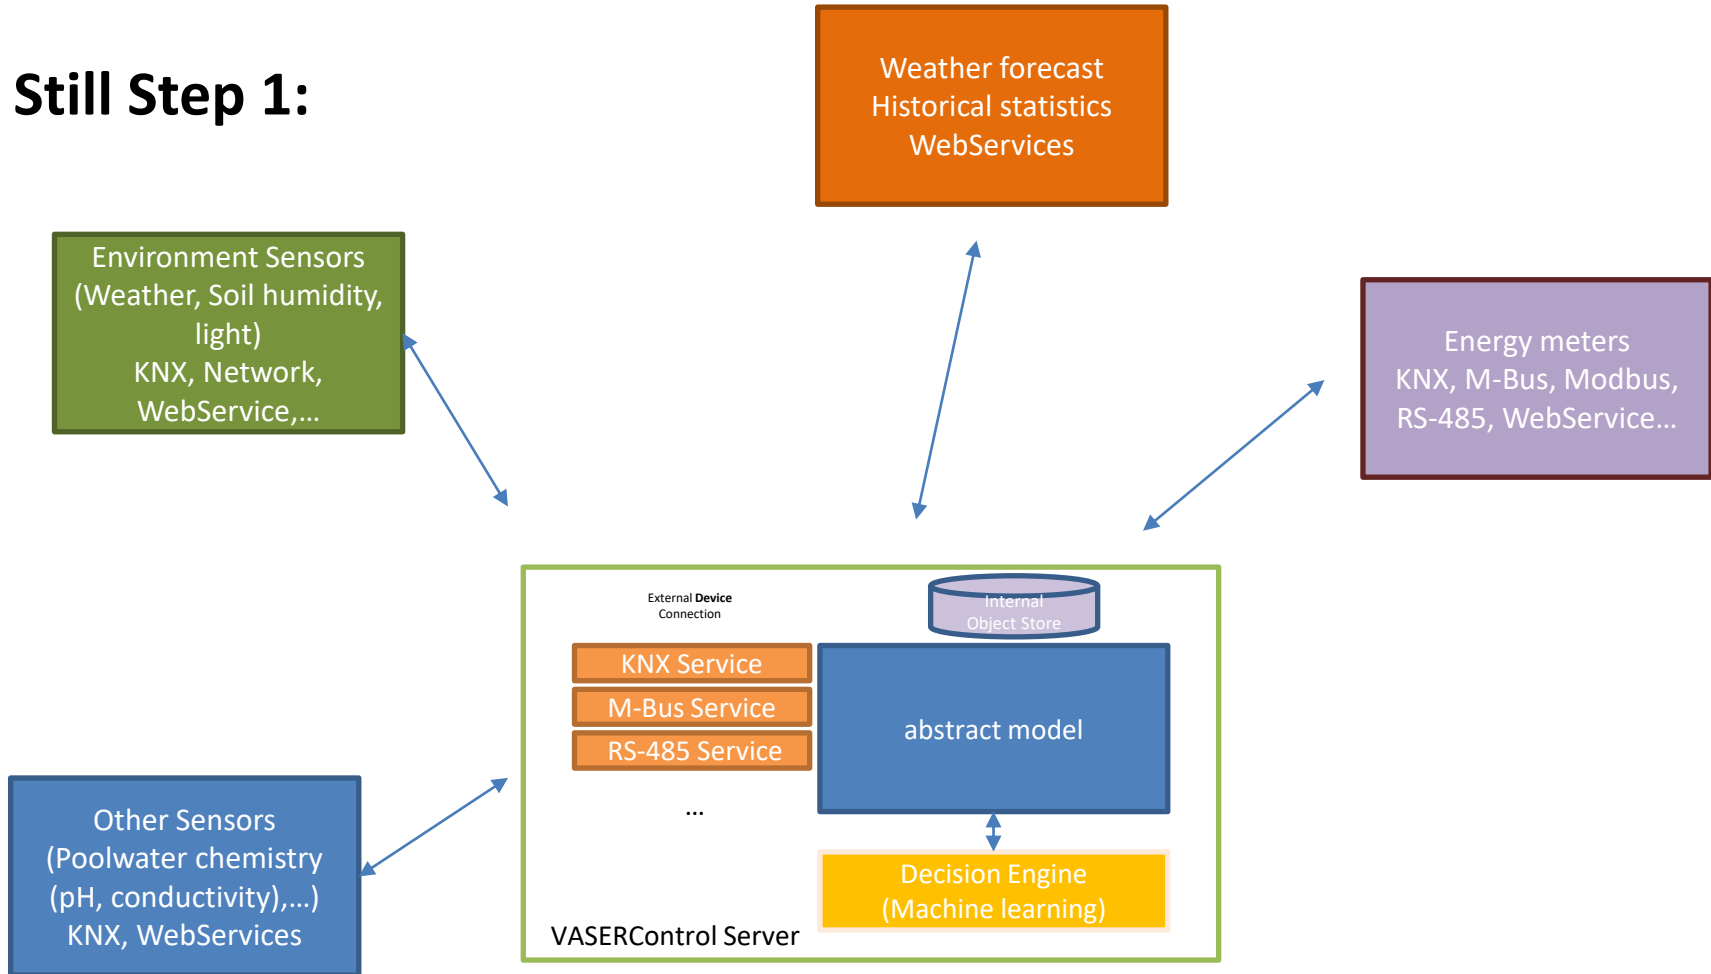 Still Step 1:
Weather forecast
Historical statistics
WebServices
Environment Sensors
(Weather, Soil humidity,
light)
KNX, Network,
WebService,...
Energy meters
KNX, M-Bus, Modbus,
RS-485, WebService...
External Device
Connection
Internal
Object Store
KNX Service
M-Bus Service
RS-485 Service
...
abstract model
Decision Engine
(Machine learning)
VASERControl Server
Other Sensors
(Poolwater chemistry
(pH, conductivity),...)
KNX, WebServices